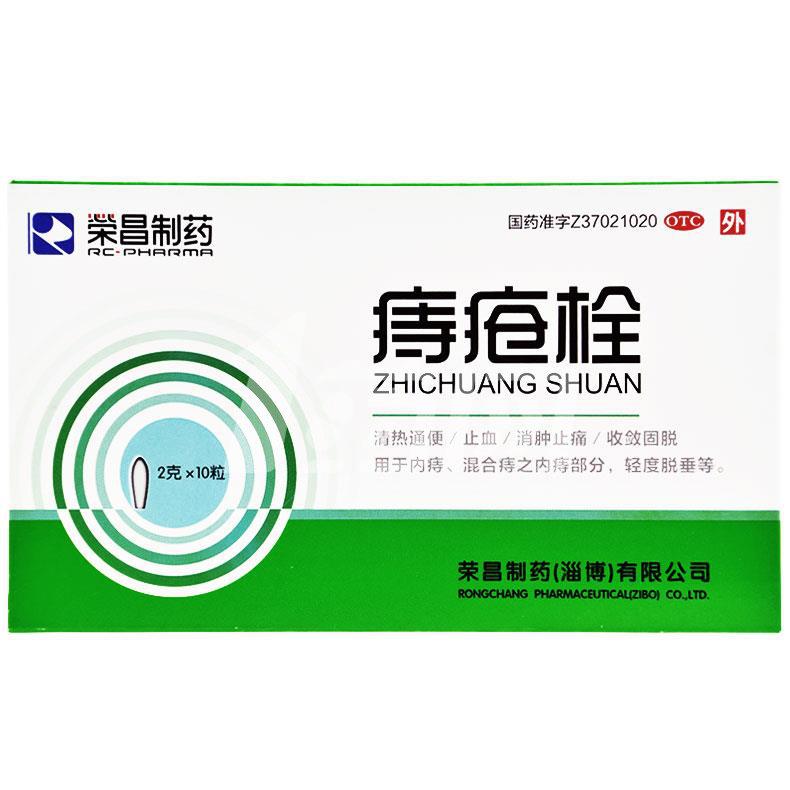 榮昌制药
RC-PHARMA
国药准字Z37021020 OTC 外
痔疮栓
ZHICHUANG SHUAN
清热通便/止血/消肿止痛/收敛固脱
用于内痔、混合痔之内痔部分，轻度脱垂等。
2克×10粒
荣昌制药(淄博)有限公司
RONGCHANG PHARMACEUTICAL(ZIBO) CO.,LTD.